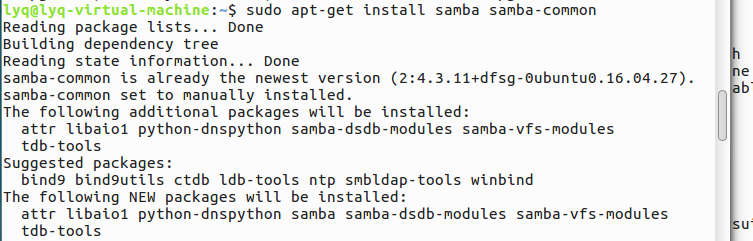 lyq@lyq-virtual-machine:~$ sudo apt-get install samba samba-common
Reading package lists... Done
Building dependency tree
Reading state information... Done
samba-common is already the newest version (2:4.3.11+dfsg-0ubuntu0.16.04.27).
samba-common set to manually installed.
The following additional packages will be installed:
  attr libaio1 python-dnspython samba-dsdb-modules samba-vfs-modules
  tdb-tools
Suggested packages:
  bind9 bind9utils ctdb ldb-tools ntp smbldap-tools winbind
The following NEW packages will be installed:
  attr libaio1 python-dnspython samba samba-dsdb-modules samba-vfs-modules
  tdb-tools